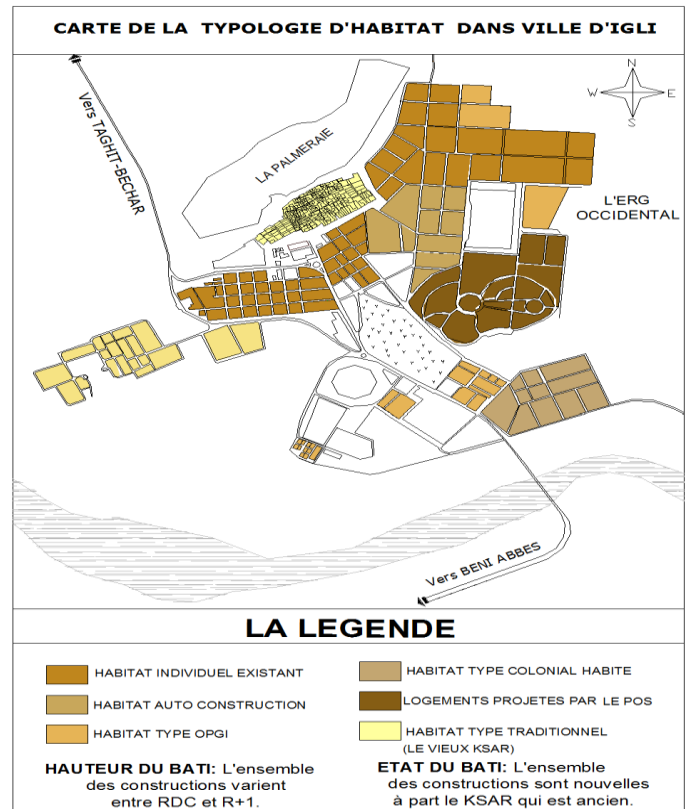 CARTE DE LA TYPOLOGIE D'HABITAT DANS VILLE D'IGLI
N
W E
S
Vers TAGHIT-BECHAR
LA PALMERAIE
L'ERG
OCCIDENTAL
Vers BENI ABBES
LA LEGENDE
HABITAT INDIVIDUEL EXISTANT
HABITAT AUTO CONSTRUCTION
HABITAT TYPE OPGI
HABITAT TYPE COLONIAL HABITE
LOGEMENTS PROJETES PAR LE POS
HABITAT TYPE TRADITIONNEL
(LE VIEUX KSAR)
HAUTEUR DU BATI: L'ensemble
des constructions varient
entre RDC et R+1.
ETAT DU BATI: L'ensemble
des constructions sont nouvelles
à part le KSAR qui est ancien.